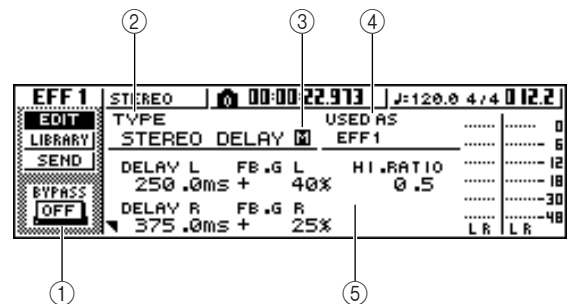 ② ③ ④
EFF 1 STEREO 00:00:22.973 ♩=120.0 4/4 012.2
EDIT TYPE USED AS
LIBRARY STEREO DELAY M EFF1
SEND
DELAY L FB.G L HI.RATIO
250.0ms + 40% 0.5
BYPASS
OFF
DELAY R FB.G R
375.0ms + 25%
0
6
12
18
30
48
L R L R
① ⑤